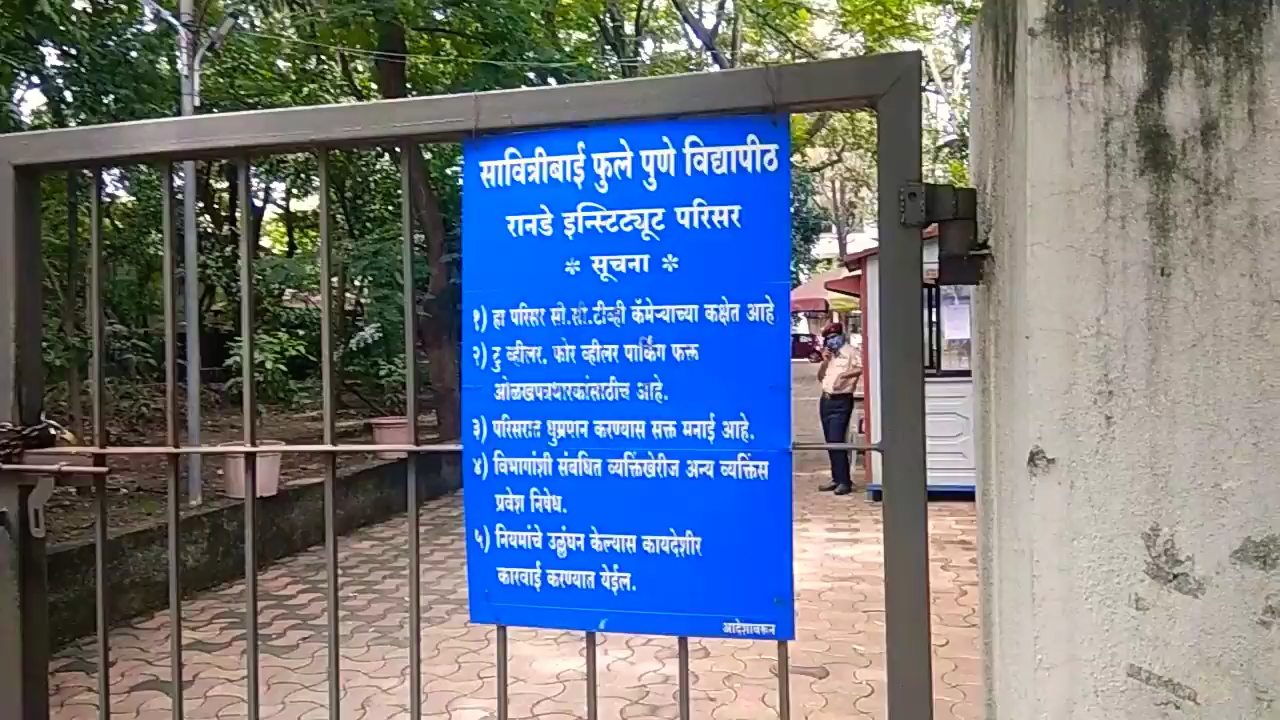 सावित्रीबाई फुले पुणे विद्यापीठ
रानडे इन्स्टिट्यूट परिसर
* सूचना *
१) हा परिसर सी.सी.टीव्ही कॅमेऱ्याच्या कक्षेत आहे
२) टु व्हीलर. फोर व्हीलर पार्किंग फक्त
ओळखपत्रधारकांसाठीच आहे.
३) परिसरात धुम्रपान करण्यास सक्त मनाई आहे.
४) विभागांशी संबधित व्यक्तिंखेरीज अन्य व्यक्तिंस
प्रवेश निषेध.
५) नियमांचे उल्लंघन केल्यास कायदेशीर
कारवाई करण्यात येईल.
आदेशावरून